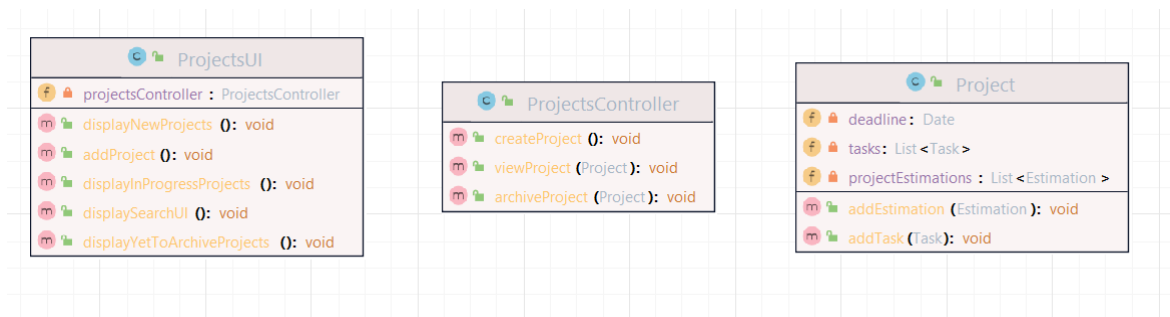 ProjectsUI
projectsController : ProjectsController
displayNewProjects (): void
addProject (): void
displayInProgressProjects (): void
displaySearchUI (): void
displayYetToArchiveProjects (): void
ProjectsController
createProject (): void
viewProject (Project): void
archiveProject (Project): void
Project
deadline: Date
tasks: List <Task >
projectEstimations : List <Estimation >
addEstimation (Estimation ): void
addTask (Task): void